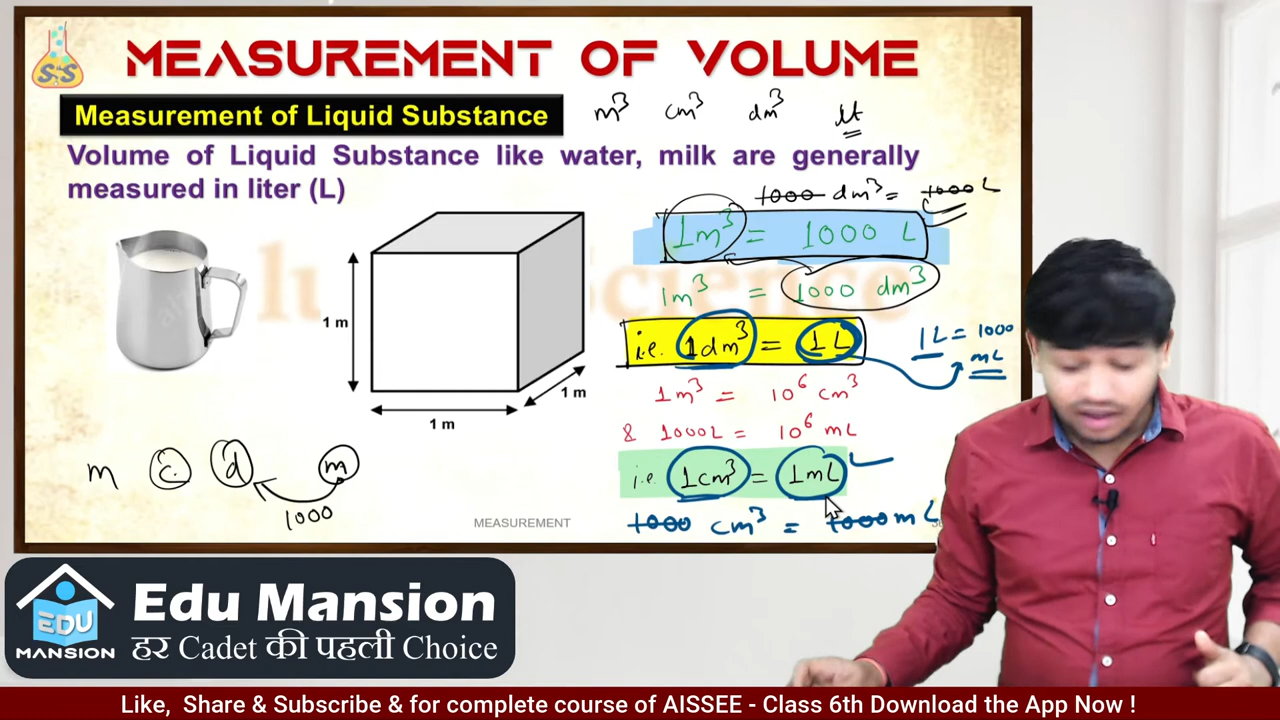 S₂S
MEASUREMENT OF VOLUME
Measurement of Liquid Substance
m³ cm³ dm³ lt
Volume of Liquid Substance like water, milk are generally
measured in liter (L)
1000 dm³ = 1000 L
1m³ = 1000 L
1m³ = 1000 dm³
i.e. 1dm³ = 1 L
1L = 1000
mL
1m³ = 10⁶ cm³
& 1000L = 10⁶ mL
i.e. 1cm³ = 1mL
1000 cm³ = 1000 mL
1 m
1 m
1 m
m c d m
1000
MEASUREMENT
EDU
MANSION
Edu Mansion
हर Cadet की पहली Choice
Like, Share & Subscribe & for complete course of AISSEE - Class 6th Download the App Now !